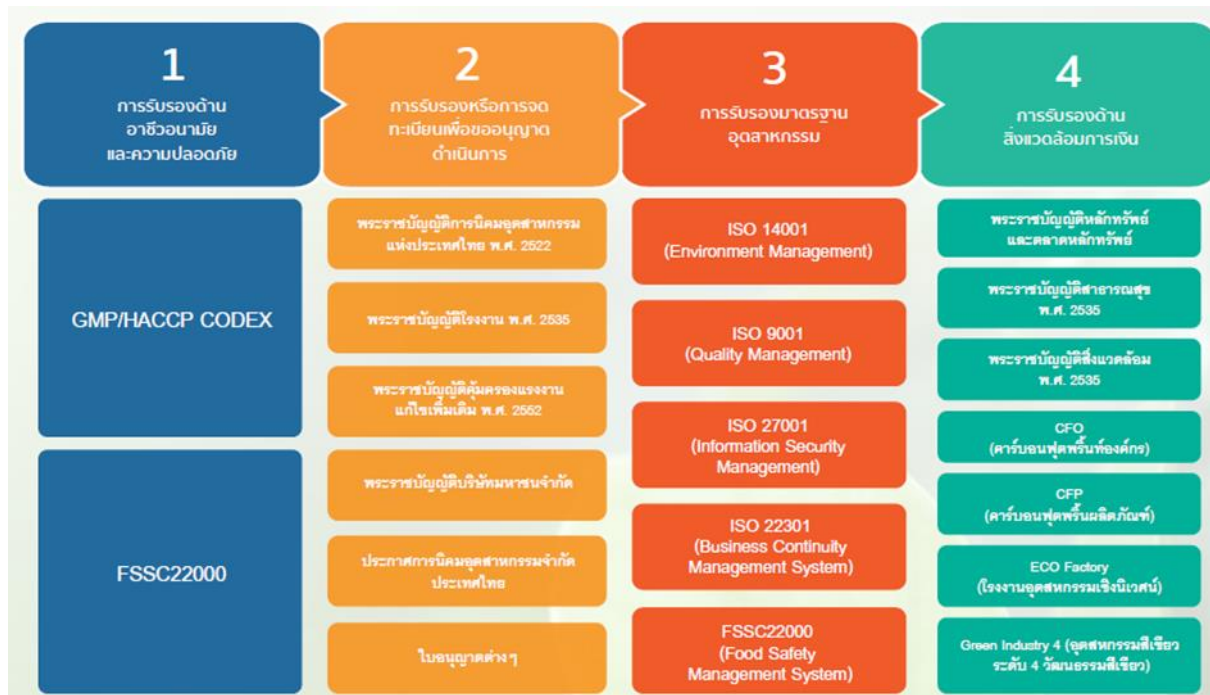 1
การรับรองด้าน
อาชีวอนามัย
และความปลอดภัย
2
การรับรองหรือการจด
ทะเบียนเพื่อขออนุญาต
ดำเนินการ
3
การรับรองมาตรฐาน
อุตสาหกรรม
4
การรับรองด้าน
สิ่งแวดล้อมการเงิน
GMP/HACCP CODEX
FSSC22000
พระราชบัญญัติการนิคมอุตสาหกรรม
แห่งประเทศไทย พ.ศ. 2522
พระราชบัญญัติโรงงาน พ.ศ. 2535
พระราชบัญญัติคุ้มครองแรงงาน
แก้ไขเพิ่มเติม พ.ศ. 2552
พระราชบัญญัติบริษัทมหาชนจำกัด
ประกาศการนิคมอุตสาหกรรมจำกัด
ประเทศไทย
ใบอนุญาตต่าง ๆ
ISO 14001
(Environment Management)
ISO 9001
(Quality Management)
ISO 27001
(Information Security
Management)
ISO 22301
(Business Continuity
Management System)
FSSC22000
(Food Safety
Management System)
พระราชบัญญัติหลักทรัพย์
และตลาดหลักทรัพย์
พระราชบัญญัติสาธารณสุข
พ.ศ. 2535
พระราชบัญญัติสิ่งแวดล้อม
พ.ศ. 2535
CFO
(คาร์บอนฟุตพริ้นท์องค์กร)
CFP
(คาร์บอนฟุตพริ้นผลิตภัณฑ์)
ECO Factory
(โรงงานอุตสหกรรมเชิงนิเวศน์)
Green Industry 4 (อุตสหกรรมสีเขียว
ระดับ 4 วัฒนธรรมสีเขียว)